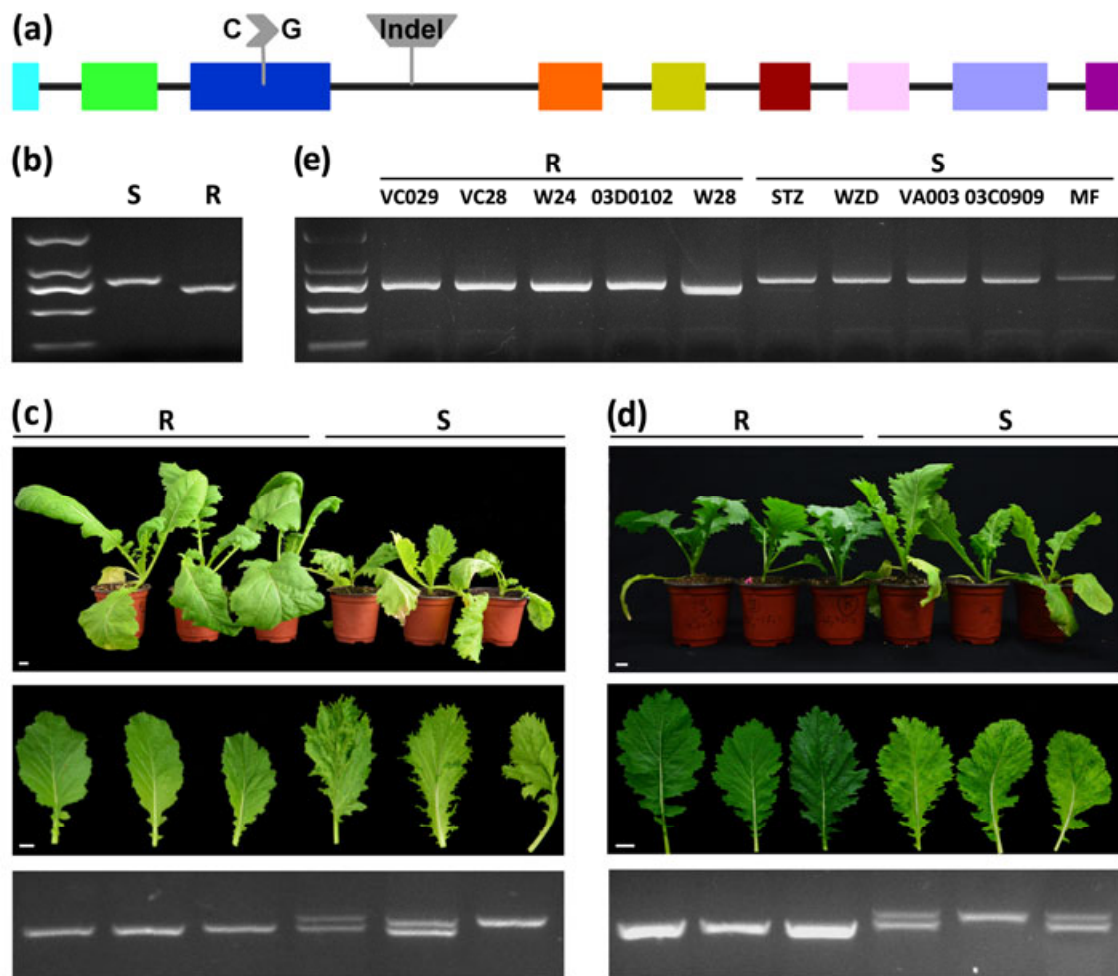 (a)
C G Indel
(b)
S R
(e)
R S
VC029 VC28 W24 03D0102 W28 STZ WZD VA003 03C0909 MF
(c)
R S
(d)
R S